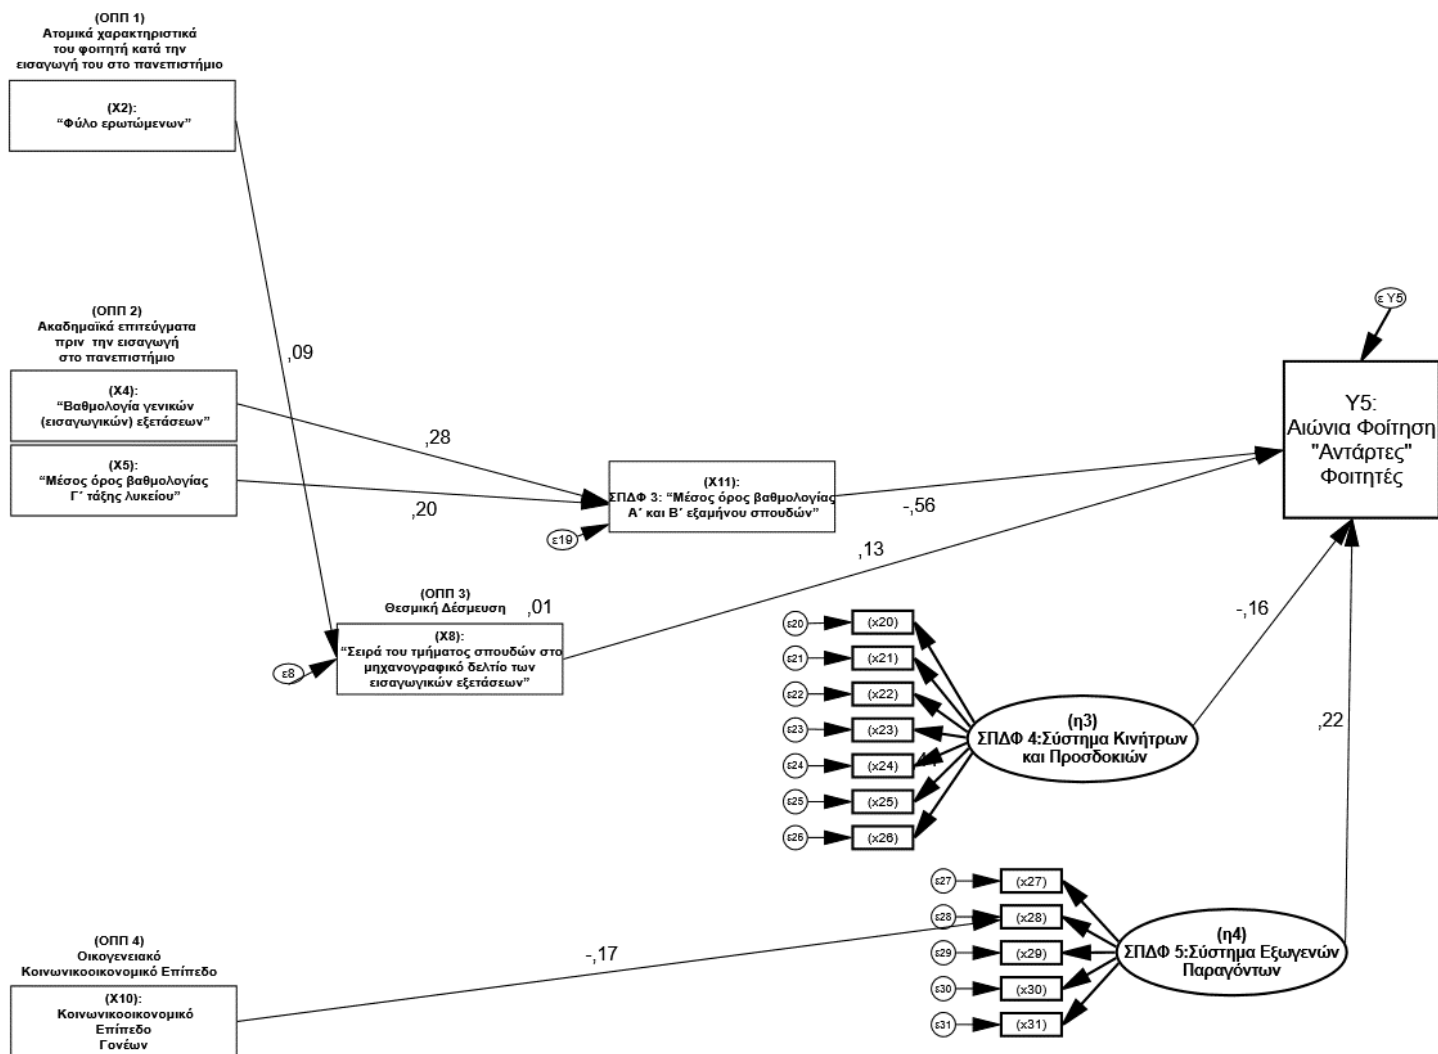 (ΟΠΠ 1)
Ατομικά χαρακτηριστικά
του φοιτητή κατά την
εισαγωγή του στο πανεπιστήμιο
(Χ2):
“Φύλο ερωτώμενων”
,09
(ΟΠΠ 2)
Ακαδημαϊκά επιτεύγματα
πριν την εισαγωγή
στο πανεπιστήμιο
(Χ4):
“Βαθμολογία γενικών
(εισαγωγικών) εξετάσεων”
,28
(Χ5):
“Μέσος όρος βαθμολογίας
Γ΄ τάξης λυκείου”
,20
(Χ11):
ΣΠΔΦ 3: “Μέσος όρος βαθμολογίας
Α΄ και Β΄ εξαμήνου σπουδών”
ε19
-,56
ε Υ5
Υ5:
Αιώνια Φοίτηση
"Αντάρτες"
Φοιτητές
,13
(ΟΠΠ 3)
Θεσμική Δέσμευση
,01
(Χ8):
“Σειρά του τμήματος σπουδών στο
μηχανογραφικό δελτίο των
εισαγωγικών εξετάσεων”
ε8
-,16
ε20 (x20)
ε21 (x21)
ε22 (x22)
ε23 (x23)
ε24 (x24)
ε25 (x25)
ε26 (x26)
(η3)
ΣΠΔΦ 4:Σύστημα Κινήτρων
και Προσδοκιών
,22
ε27 (x27)
ε28 (x28)
ε29 (x29)
ε30 (x30)
ε31 (x31)
(η4)
ΣΠΔΦ 5:Σύστημα Εξωγενών
Παραγόντων
-,17
(ΟΠΠ 4)
Οικογενειακό
Κοινωνικοοικονομικό Επίπεδο
(Χ10):
Κοινωνικοοικονομικό
Επίπεδο
Γονέων